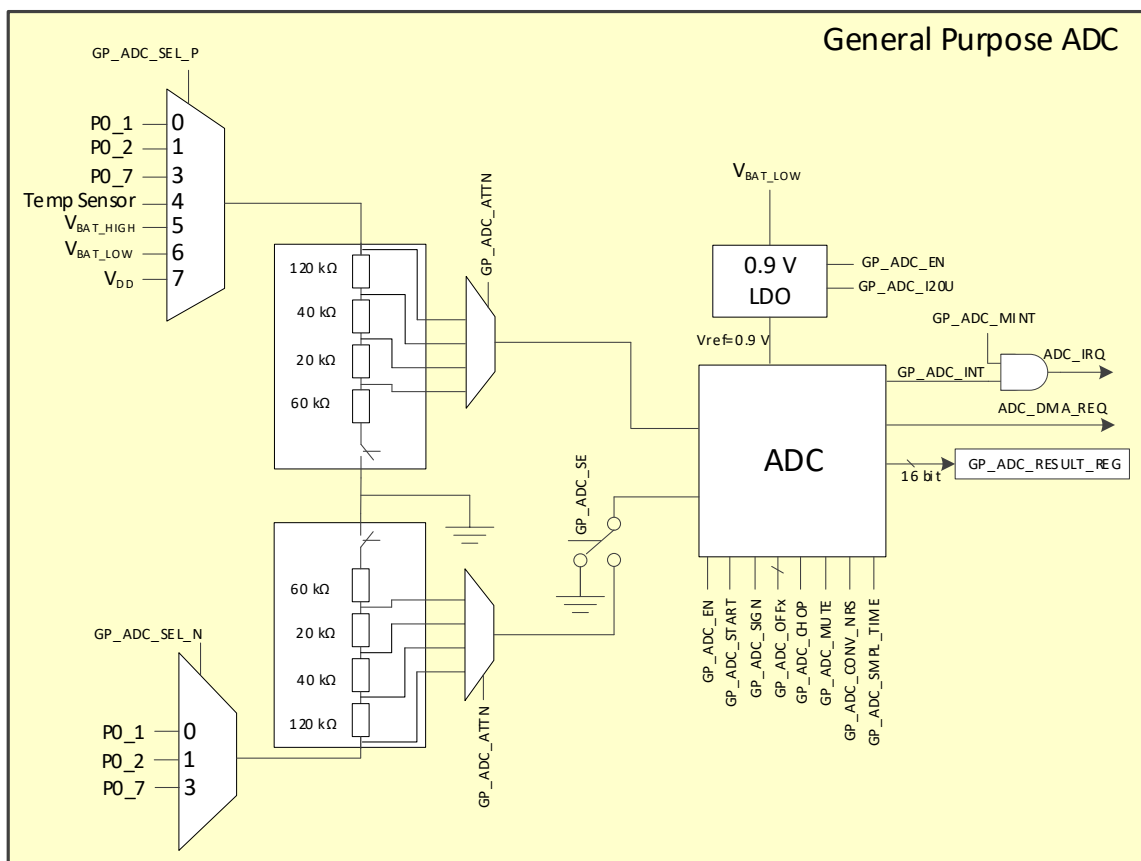 General Purpose ADC
GP_ADC_SEL_P
P0_1
0
P0_2
1
P0_7
3
Temp Sensor
4
VBAT_HIGH
5
VBAT_LOW
6
VDD
7
120 kΩ
40 kΩ
20 kΩ
60 kΩ
GP_ADC_ATTN
VBAT_LOW
0.9 V
LDO
GP_ADC_EN
GP_ADC_I20U
Vref=0.9 V
GP_ADC_MINT
GP_ADC_INT
ADC_IRQ
ADC_DMA_REQ
ADC
16 bit
GP_ADC_RESULT_REG
GP_ADC_SE
GP_ADC_EN
GP_ADC_START
GP_ADC_SIGN
GP_ADC_OFFx
GP_ADC_CHOP
GP_ADC_MUTE
GP_ADC_CONV_NRS
GP_ADC_SMPL_TIME
60 kΩ
20 kΩ
40 kΩ
120 kΩ
GP_ADC_ATTN
GP_ADC_SEL_N
P0_1
0
P0_2
1
P0_7
3